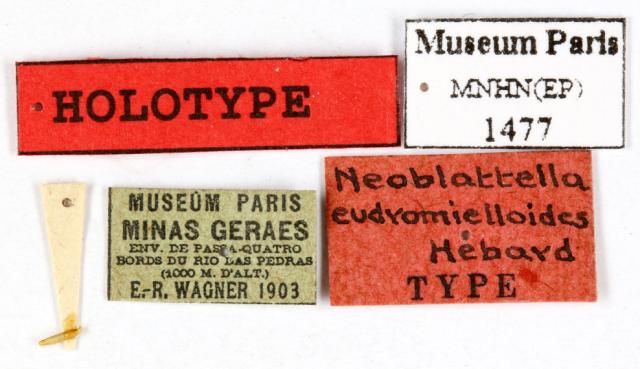 HOLOTYPE
Museum Paris
MNHN(EP)
1477
MUSEÚM PARIS
MINAS GERAES
ENV. DE PASSA-QUATRO
BORDS DU RIO DAS PEDRAS
(1000 M. D'ALT.)
E.-R. WAGNER 1903
Neoblattella
eudromielloides
Hebard
TYPE